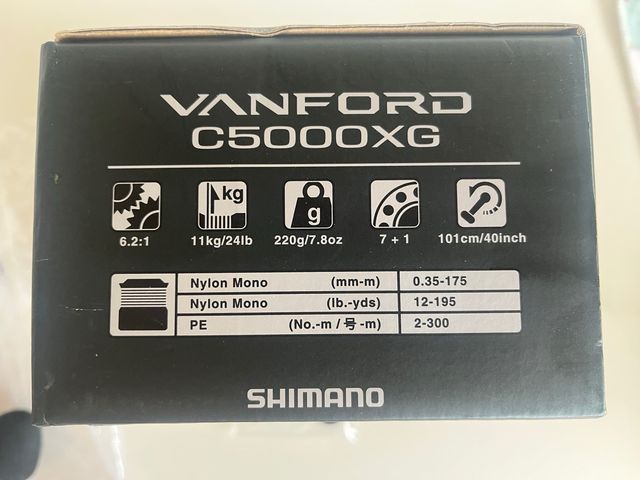 VANFORD
C5000XG
kg
g
6.2:1 11kg/24lb 220g/7.8oz 7 + 1 101cm/40inch
Nylon Mono (mm-m) 0.35-175
Nylon Mono (lb.-yds) 12-195
PE (No.-m / 号 -m) 2-300
SHIMANO